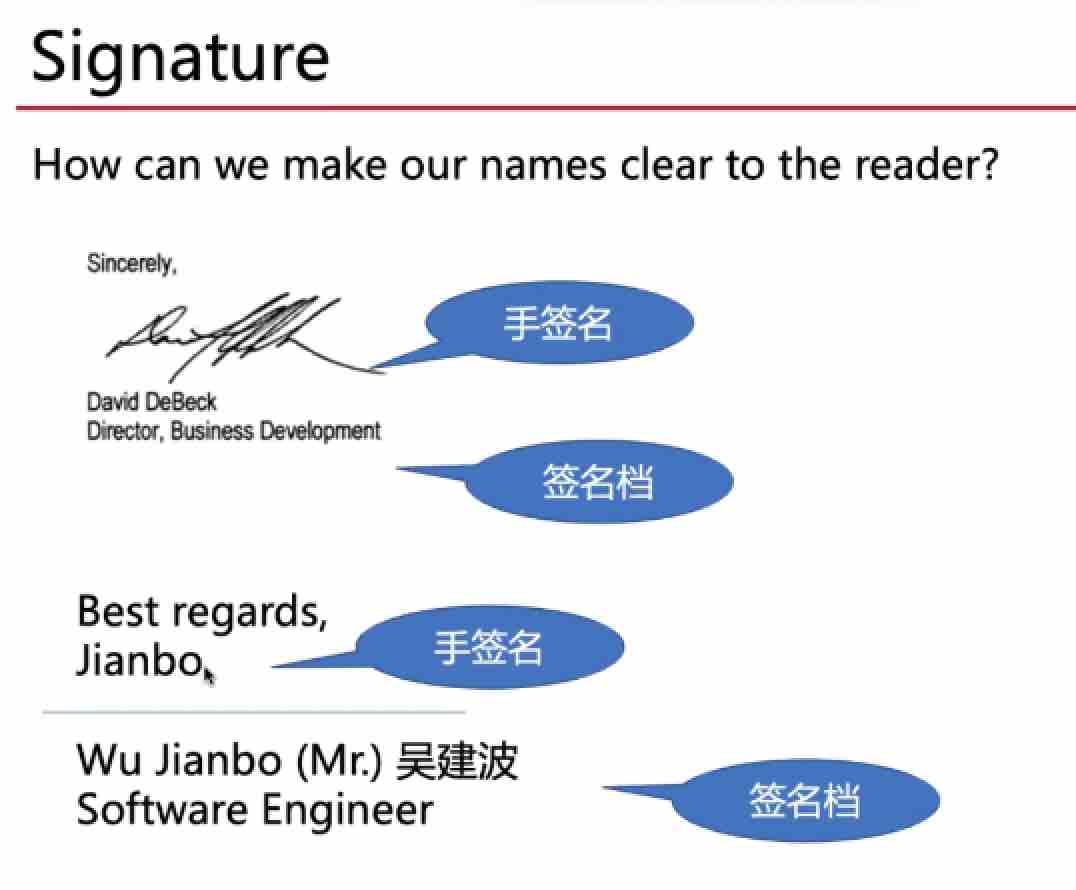 Signature
How can we make our names clear to the reader?
Sincerely,
手签名
David DeBeck
Director, Business Development
签名档
Best regards,
Jianbo
手签名
Wu Jianbo (Mr.) 吴建波
Software Engineer
签名档